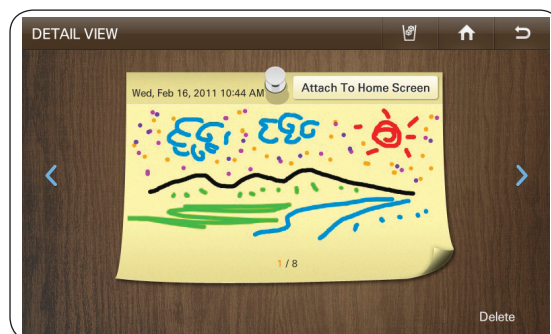 DETAIL VIEW
Wed, Feb 16, 2011 10:44 AM
Attach To Home Screen
1 / 8
Delete